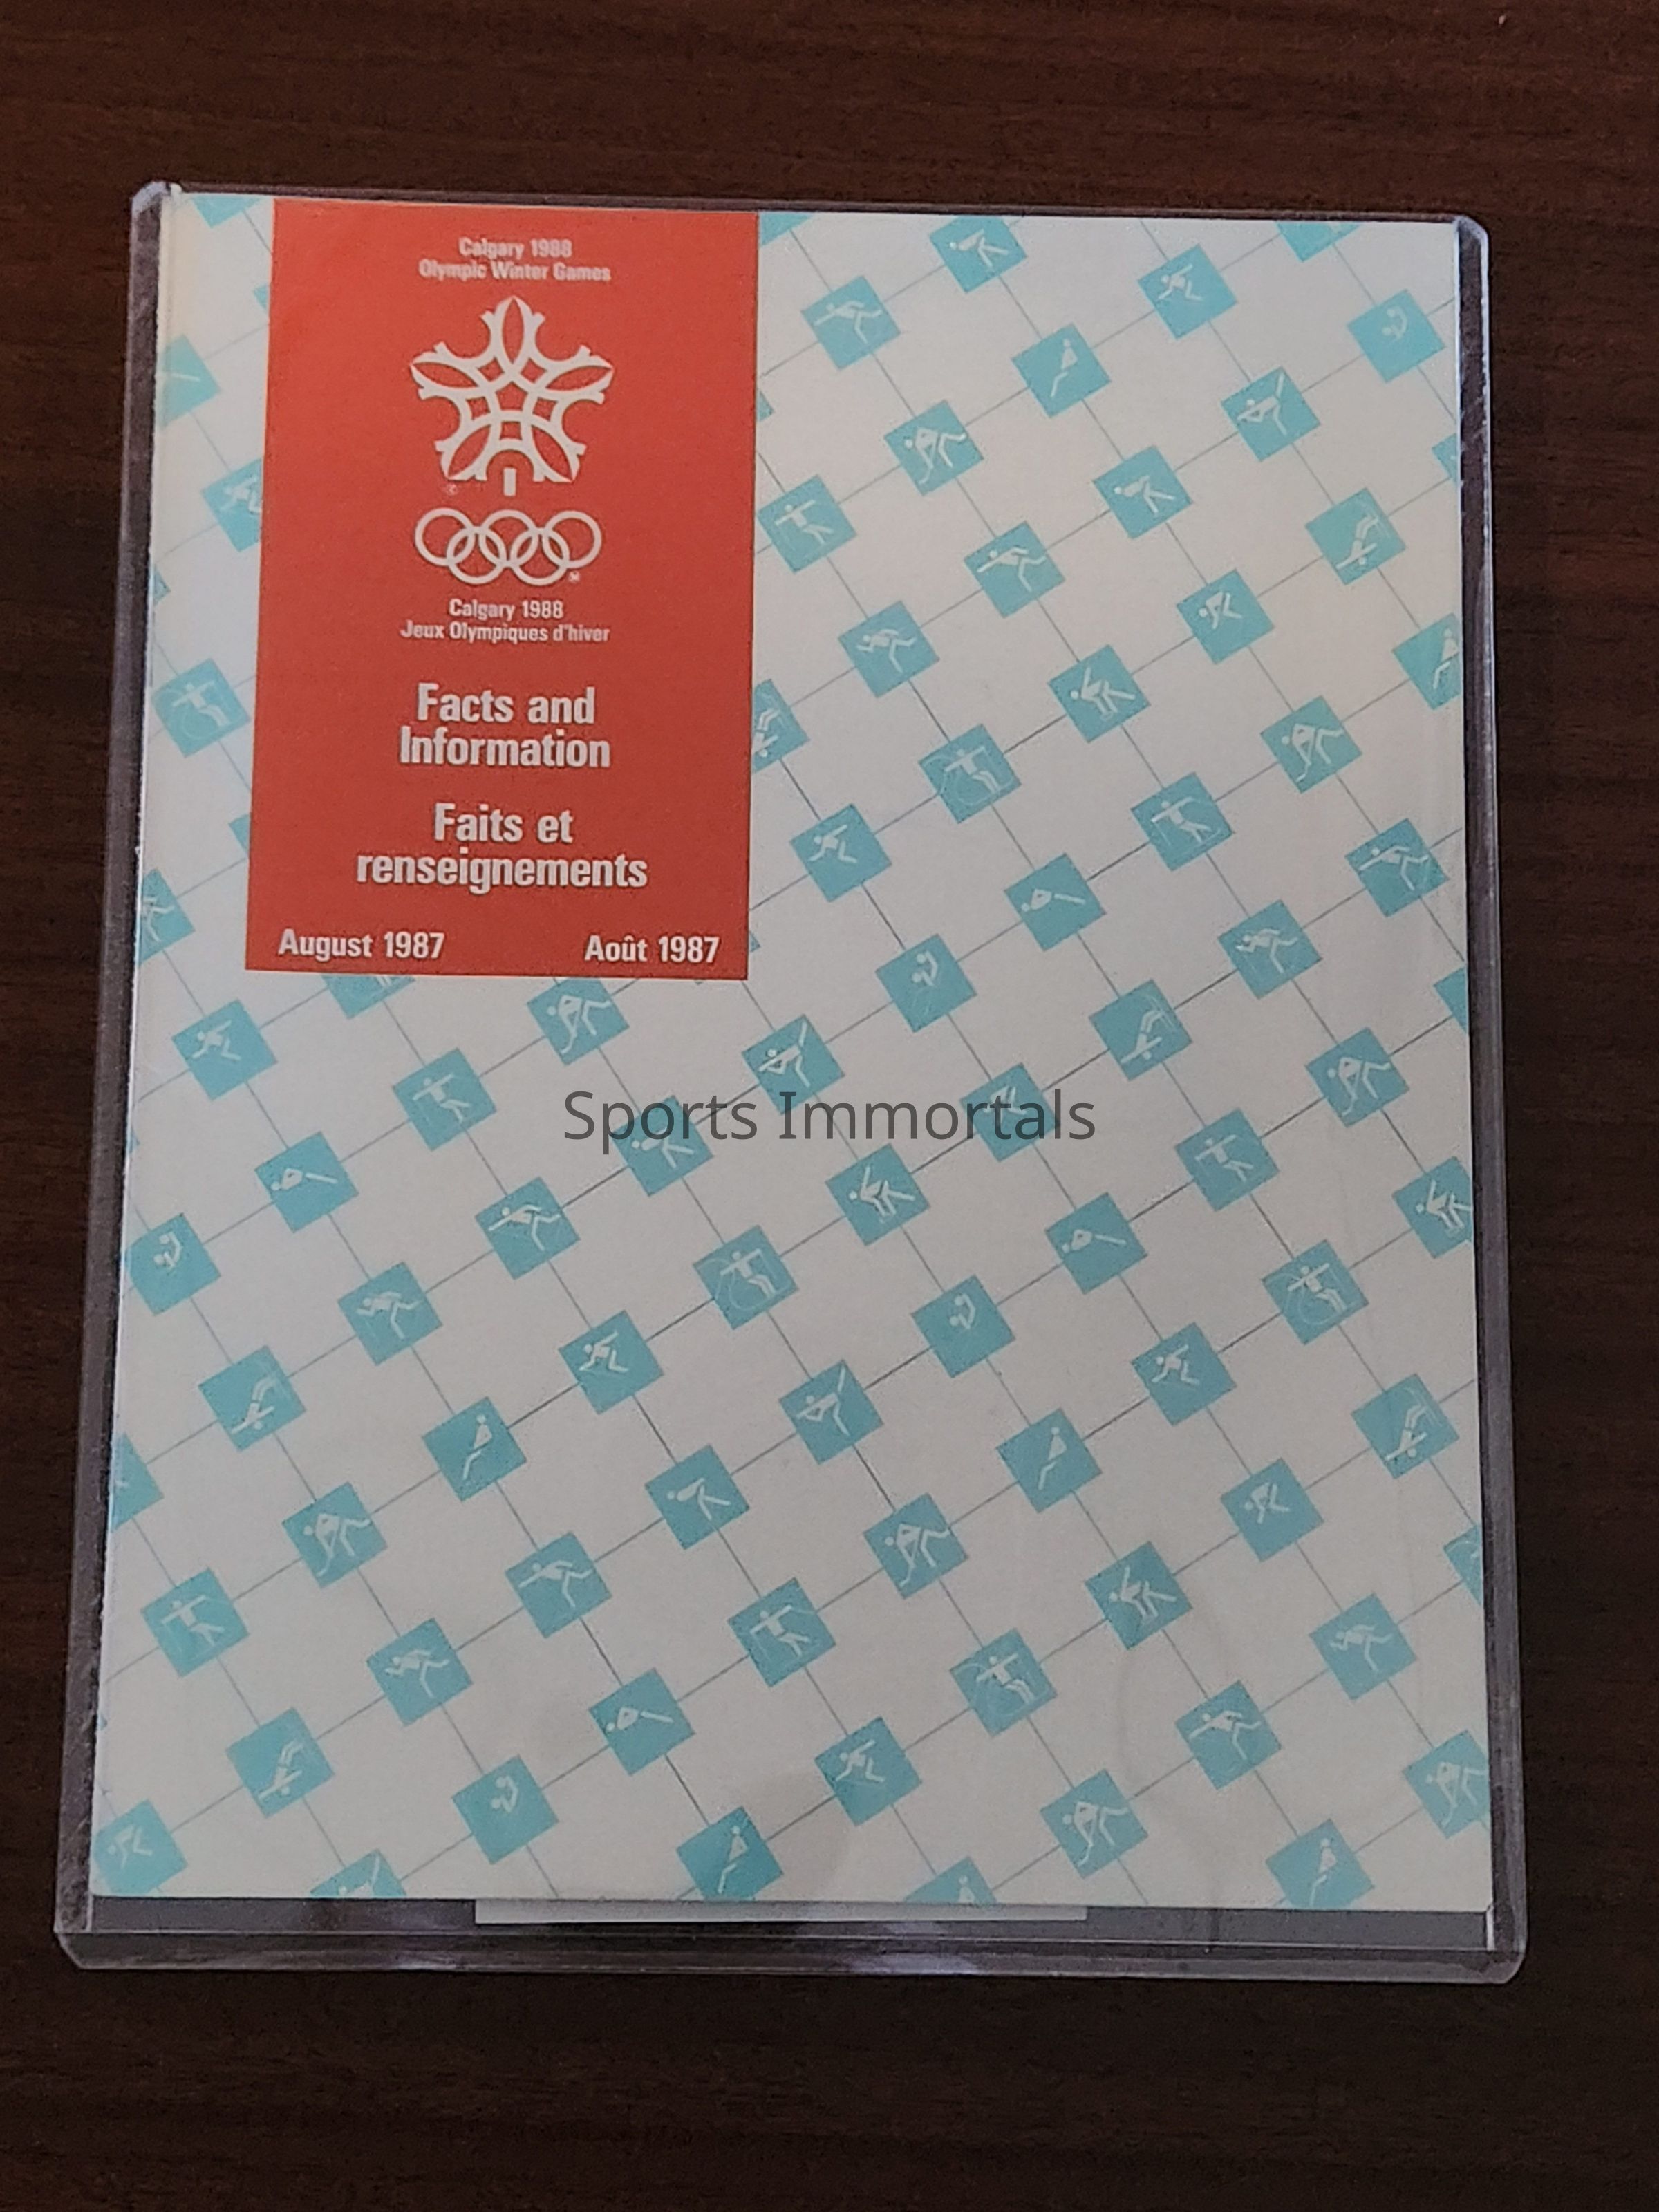 Calgary 1988
Olympic Winter Games
Calgary 1988
Jeux Olympiques d'hiver
Facts and
Information
Faits et
renseignements
August 1987
Août 1987
Sports Immortals